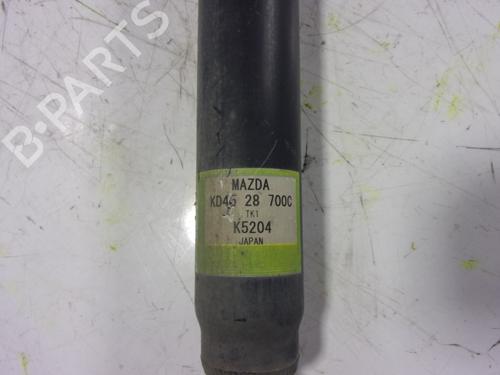 B-PARTS
MAZDA
KD45 28 700C
TK1
K5204
JAPAN